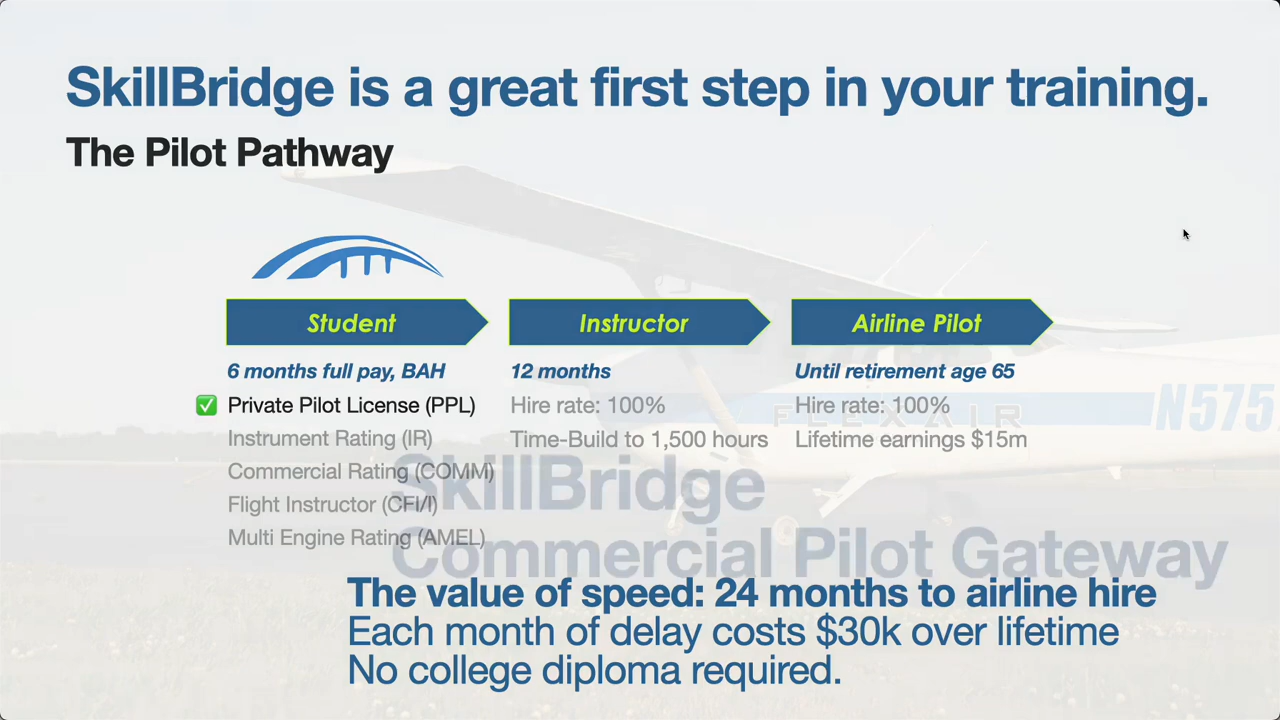 SkillBridge is a great first step in your training.
The Pilot Pathway
Student
Instructor
Airline Pilot
6 months full pay, BAH
12 months
Until retirement age 65
✅ Private Pilot License (PPL)
Hire rate: 100%
Hire rate: 100%
Instrument Rating (IR)
Time-Build to 1,500 hours
Lifetime earnings $15m
Commercial Rating (COMM)
Flight Instructor (CFI/I)
Multi Engine Rating (AMEL)
FLEXAIR
N575
SkillBridge
Commercial Pilot Gateway
The value of speed: 24 months to airline hire
Each month of delay costs $30k over lifetime
No college diploma required.